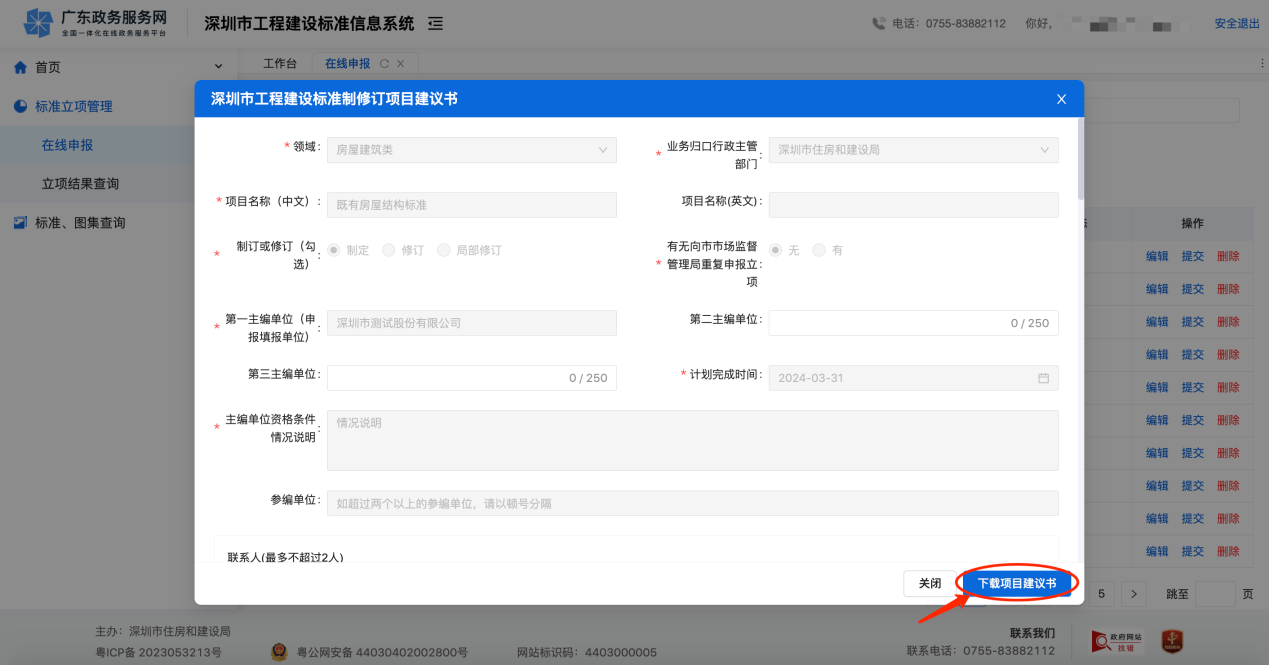 广东政务服务网
全国一体化在线政务服务平台
深圳市工程建设标准信息系统
电话：0755-83882112 你好,
安全退出
首页
工作台 在线申报
标准立项管理
在线申报
立项结果查询
标准、图集查询
深圳市工程建设标准制修订项目建议书
* 领域: 房屋建筑类
* 业务归口行政主管部门: 深圳市住房和建设局
* 项目名称（中文）: 既有房屋结构标准
项目名称(英文):
* 制订或修订（勾选）: 制定 修订 局部修订
* 有无向市市场监督管理局重复申报立项: 无 有
* 第一主编单位（申报填报单位）: 深圳市测试股份有限公司
第二主编单位: 0 / 250
第三主编单位: 0 / 250
* 计划完成时间: 2024-03-31
* 主编单位资格条件情况说明: 情况说明
参编单位: 如超过两个以上的参编单位，请以顿号分隔
联系人(最多不超过2人)
关闭 下载项目建议书
操作
编辑 提交 删除
编辑 提交 删除
编辑 提交 删除
编辑 提交 删除
编辑 提交 删除
编辑 提交 删除
编辑 提交 删除
编辑 提交 删除
编辑 提交 删除
编辑 提交 删除
5 > 跳至 页
主办：深圳市住房和建设局
粤ICP备 2023053213号
粤公网安备 44030402002800号
网站标识码：4403000005
联系我们
联系电话：0755-83882112
政府网站
找错